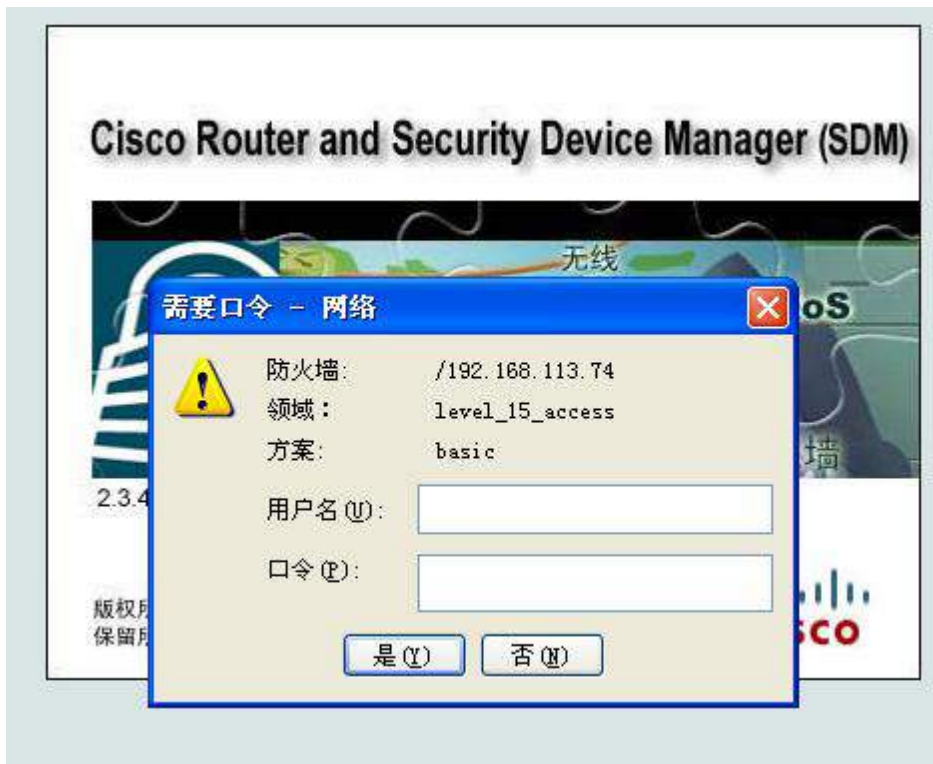 Cisco Router and Security Device Manager (SDM)
无线
需要口令 - 网络
oS
防火墙: /192.168.113.74
领域： level_15_access
方案: basic
墙
2.3.4
用户名(U):
口令(P):
版权所
保留所
sco
是(Y) 否(N)